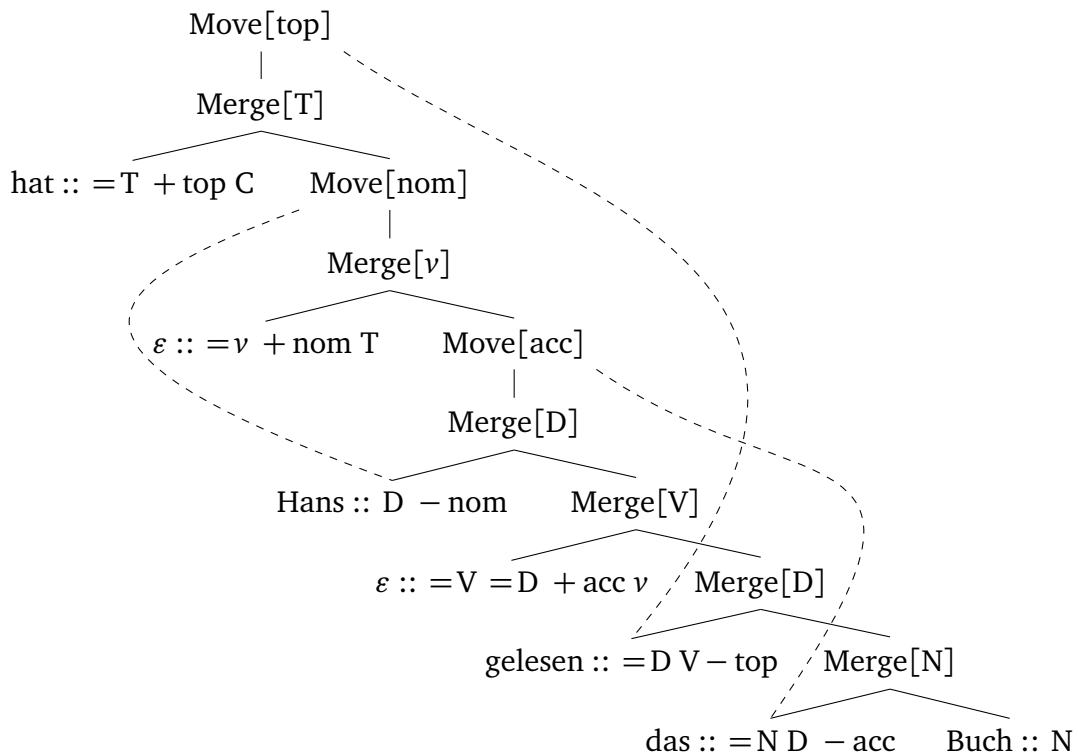 Move[top]
Merge[T]
hat :: =T +top C Move[nom]
Merge[v]
ε :: =v +nom T Move[acc]
Merge[D]
Hans :: D −nom Merge[V]
ε :: =V =D +acc v Merge[D]
gelesen :: =D V −top Merge[N]
das :: =N D −acc Buch :: N